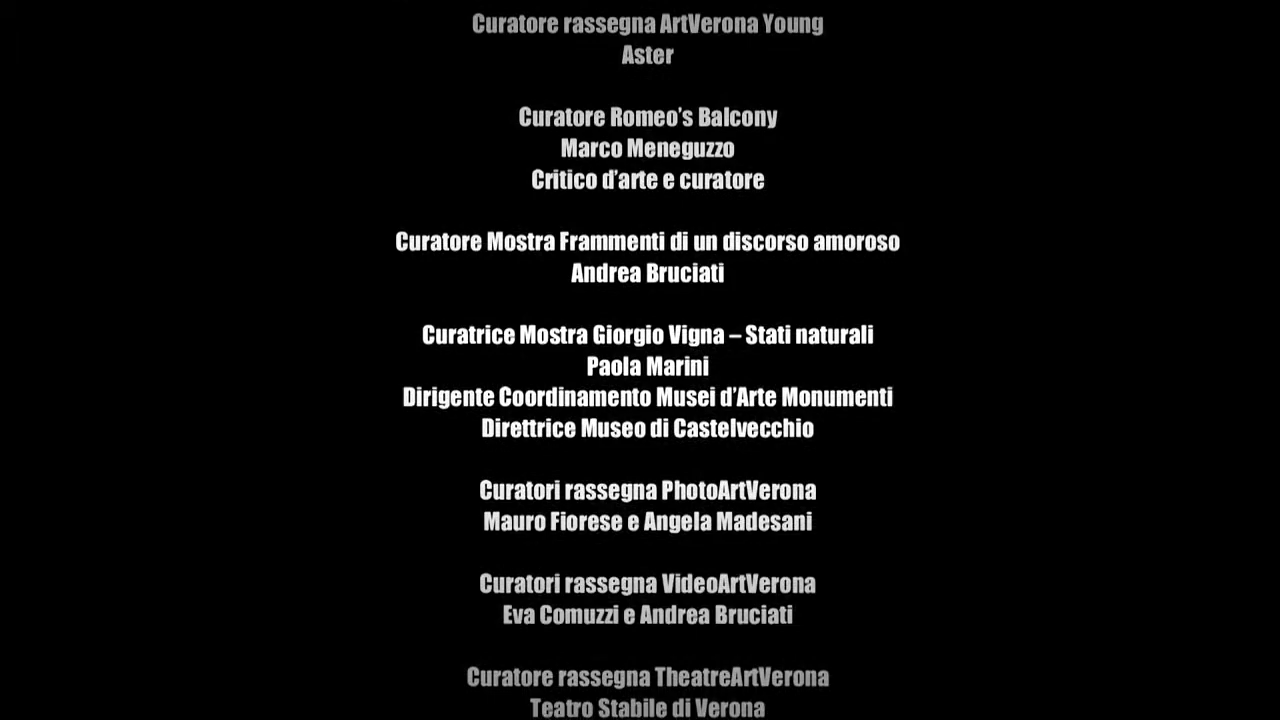 Curatore rassegna ArtVerona Young
Aster
Curatore Romeo’s Balcony
Marco Meneguzzo
Critico d’arte e curatore
Curatore Mostra Frammenti di un discorso amoroso
Andrea Bruciati
Curatrice Mostra Giorgio Vigna – Stati naturali
Paola Marini
Dirigente Coordinamento Musei d’Arte Monumenti
Direttrice Museo di Castelvecchio
Curatori rassegna PhotoArtVerona
Mauro Fiorese e Angela Madesani
Curatori rassegna VideoArtVerona
Eva Comuzzi e Andrea Bruciati
Curatore rassegna TheatreArtVerona
Teatro Stabile di Verona